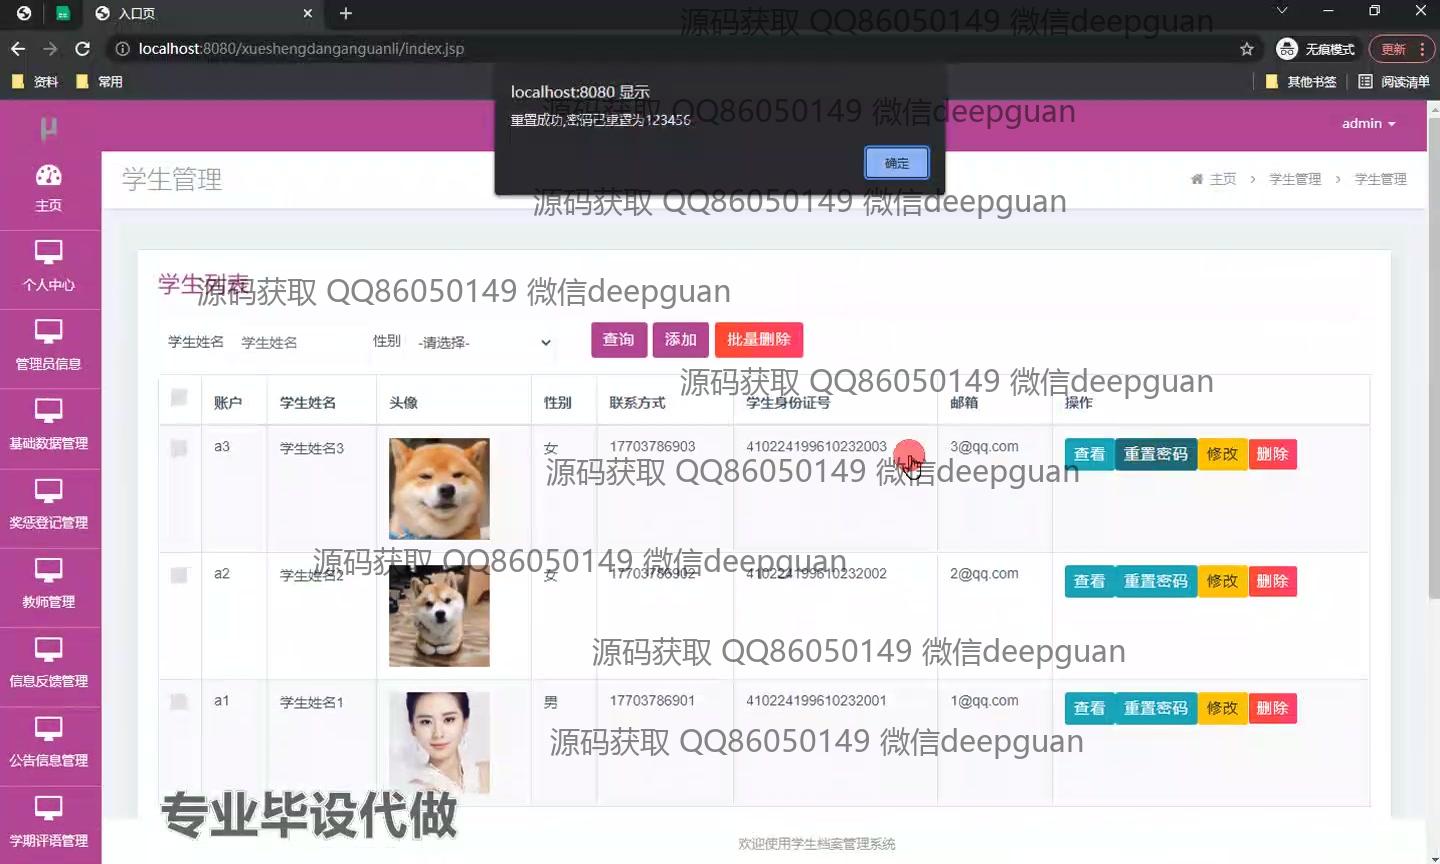 入口页
localhost:8080/xueshengdanganguanli/index.jsp
无痕模式
更新
资料
常用
其他书签
阅读清单
源码获取 QQ86050149 微信deepguan
localhost:8080 显示
源码获取 QQ86050149 微信deepguan
重置成功,密码已重置为123456
确定
admin
μ
学生管理
主页 > 学生管理 > 学生管理
源码获取 QQ86050149 微信deepguan
主页
个人中心
管理员信息
基础数据管理
奖惩登记管理
教师管理
信息反馈管理
公告信息管理
学期评语管理
学生列表
源码获取 QQ86050149 微信deepguan
学生姓名 学生姓名 性别 -请选择- 查询 添加 批量删除
源码获取 QQ86050149 微信deepguan
账户 学生姓名 头像 性别 联系方式 学生身份证号 邮箱 操作
a3 学生姓名3 女 17703786903 410224199610232003 3@qq.com 查看 重置密码 修改 删除
源码获取 QQ86050149 微信deepguan
源码获取 QQ86050149 微信deepguan
a2 学生姓名2 女 17703786902 410224199610232002 2@qq.com 查看 重置密码 修改 删除
源码获取 QQ86050149 微信deepguan
a1 学生姓名1 男 17703786901 410224199610232001 1@qq.com 查看 重置密码 修改 删除
源码获取 QQ86050149 微信deepguan
专业毕设代做
欢迎使用学生档案管理系统